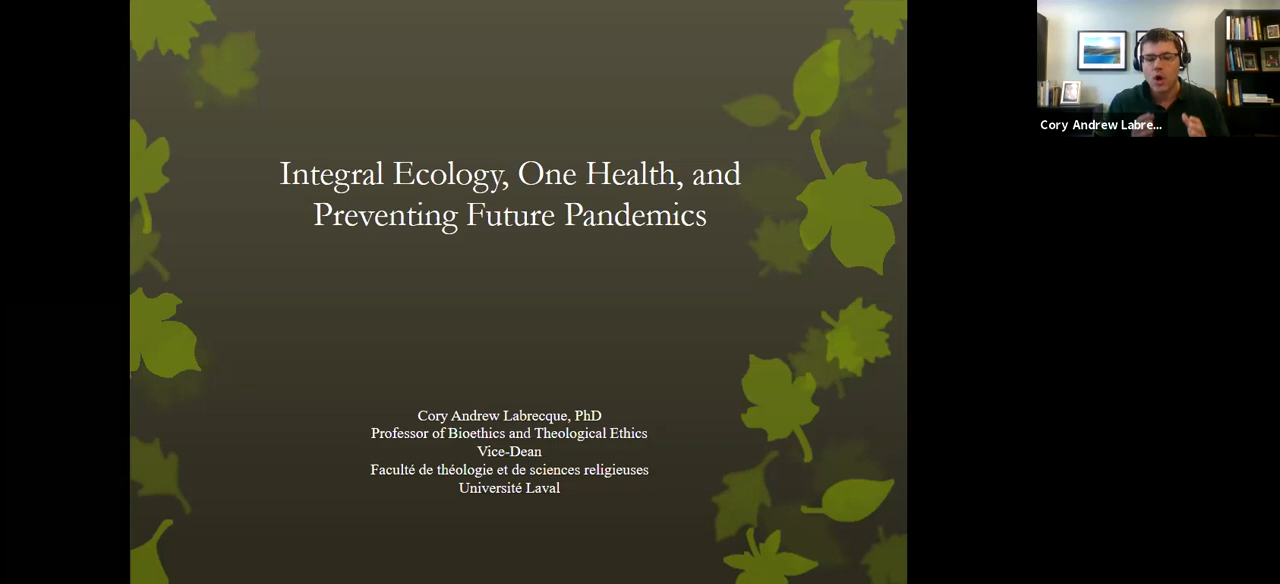 Integral Ecology, One Health, and
Preventing Future Pandemics
Cory Andrew Labrecque, PhD
Professor of Bioethics and Theological Ethics
Vice-Dean
Faculté de théologie et de sciences religieuses
Université Laval
Cory Andrew Labre...